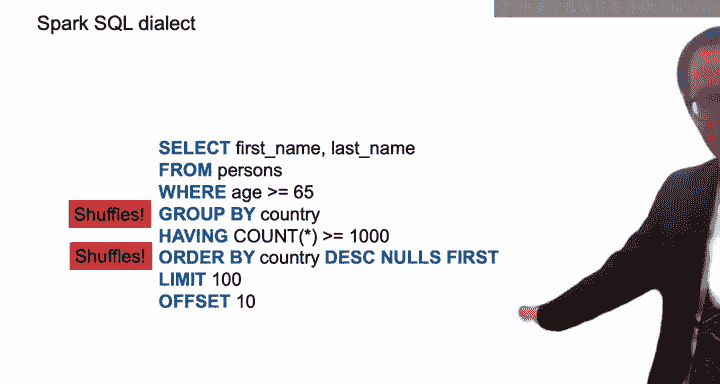 Spark SQL dialect
SELECT first_name, last_name
FROM persons
WHERE age >= 65
Shuffles! GROUP BY country
HAVING COUNT(*) >= 1000
Shuffles! ORDER BY country DESC NULLS FIRST
LIMIT 100
OFFSET 10